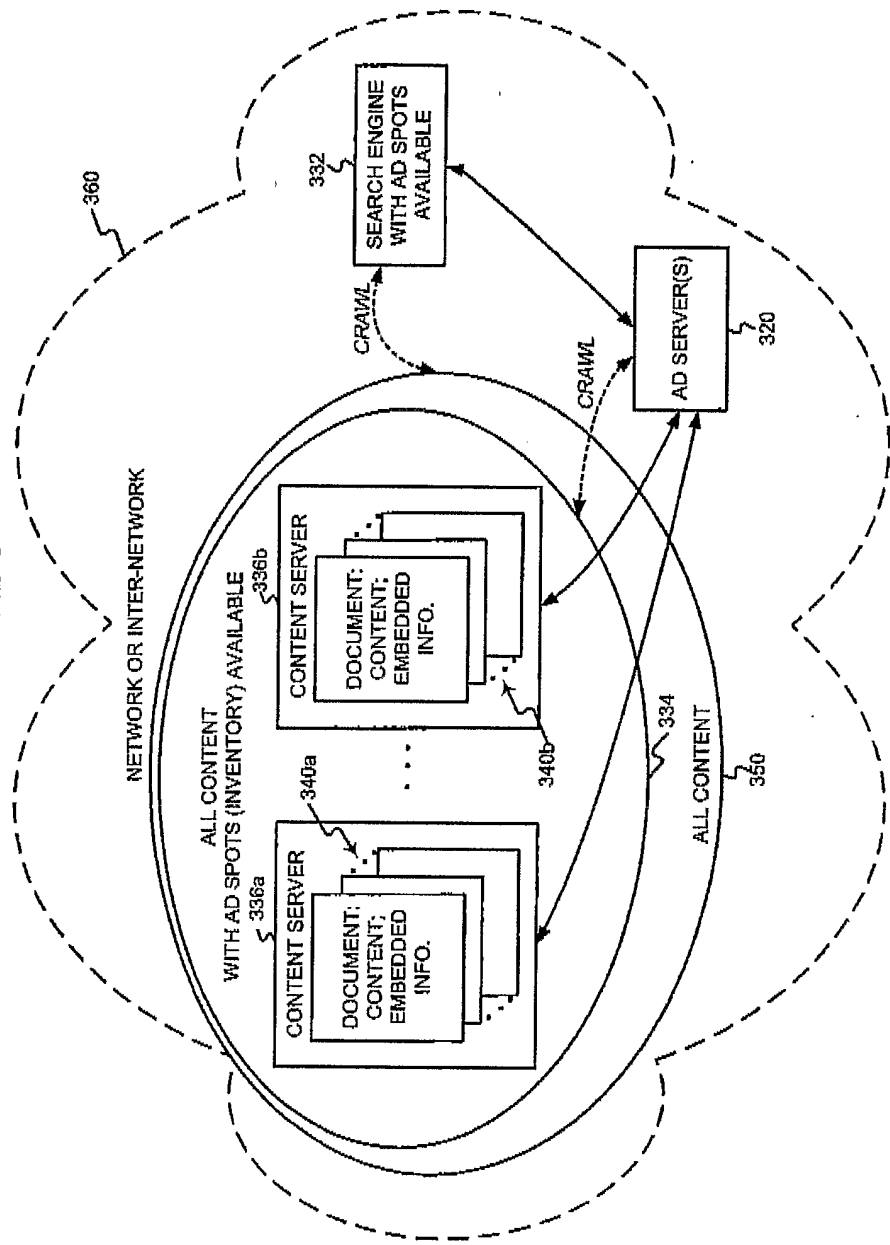 360
NETWORK OR INTER-NETWORK
ALL CONTENT
WITH AD SPOTS (INVENTORY) AVAILABLE
336a
CONTENT SERVER
DOCUMENT:
CONTENT;
EMBEDDED
INFO.
340a
336b
CONTENT SERVER
DOCUMENT:
CONTENT;
EMBEDDED
INFO.
340b
334
ALL CONTENT
350
CRAWL
332
SEARCH ENGINE
WITH AD SPOTS
AVAILABLE
CRAWL
AD SERVER(S)
320